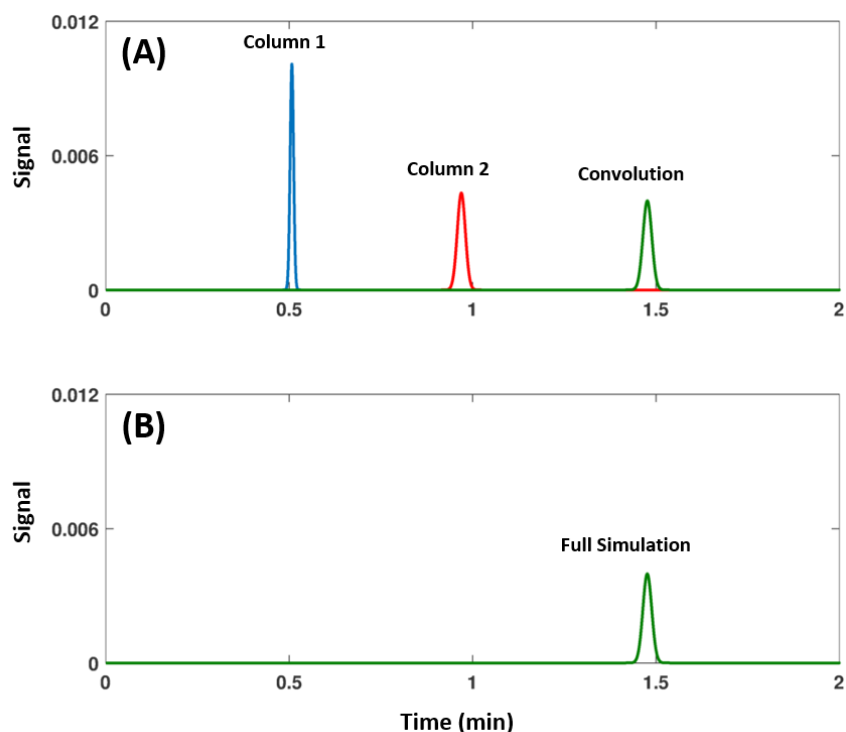 0.012
(A)
Column 1
Column 2
Convolution
0.006
Signal
0
0 0.5 1 1.5 2
0.012
(B)
Full Simulation
0.006
Signal
0
0 0.5 1 1.5 2
Time (min)